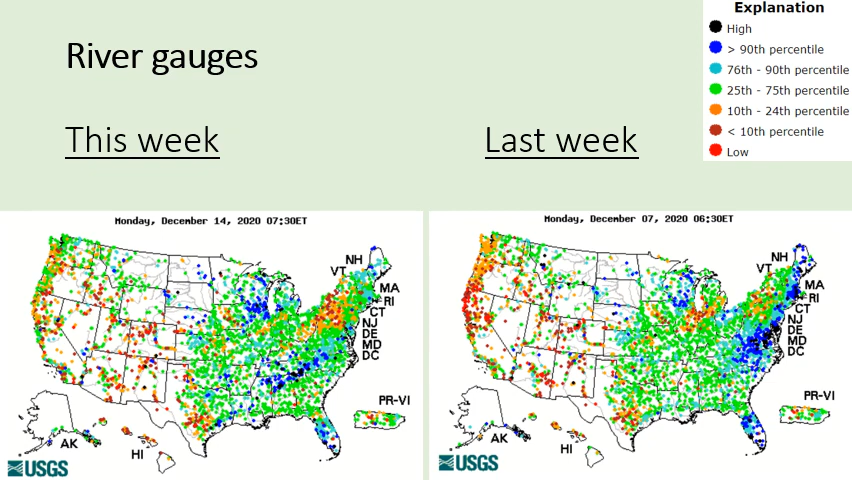 Explanation
High
> 90th percentile
76th - 90th percentile
25th - 75th percentile
10th - 24th percentile
< 10th percentile
Low
River gauges
This week
Last week
Monday, December 14, 2020 07:30ET
NH
VT
MA
RI
CT
NJ
DE
MD
DC
PR-VI
AK
HI
USGS
Monday, December 07, 2020 06:30ET
NH
VT
MA
RI
CT
NJ
DE
MD
DC
PR-VI
AK
HI
USGS